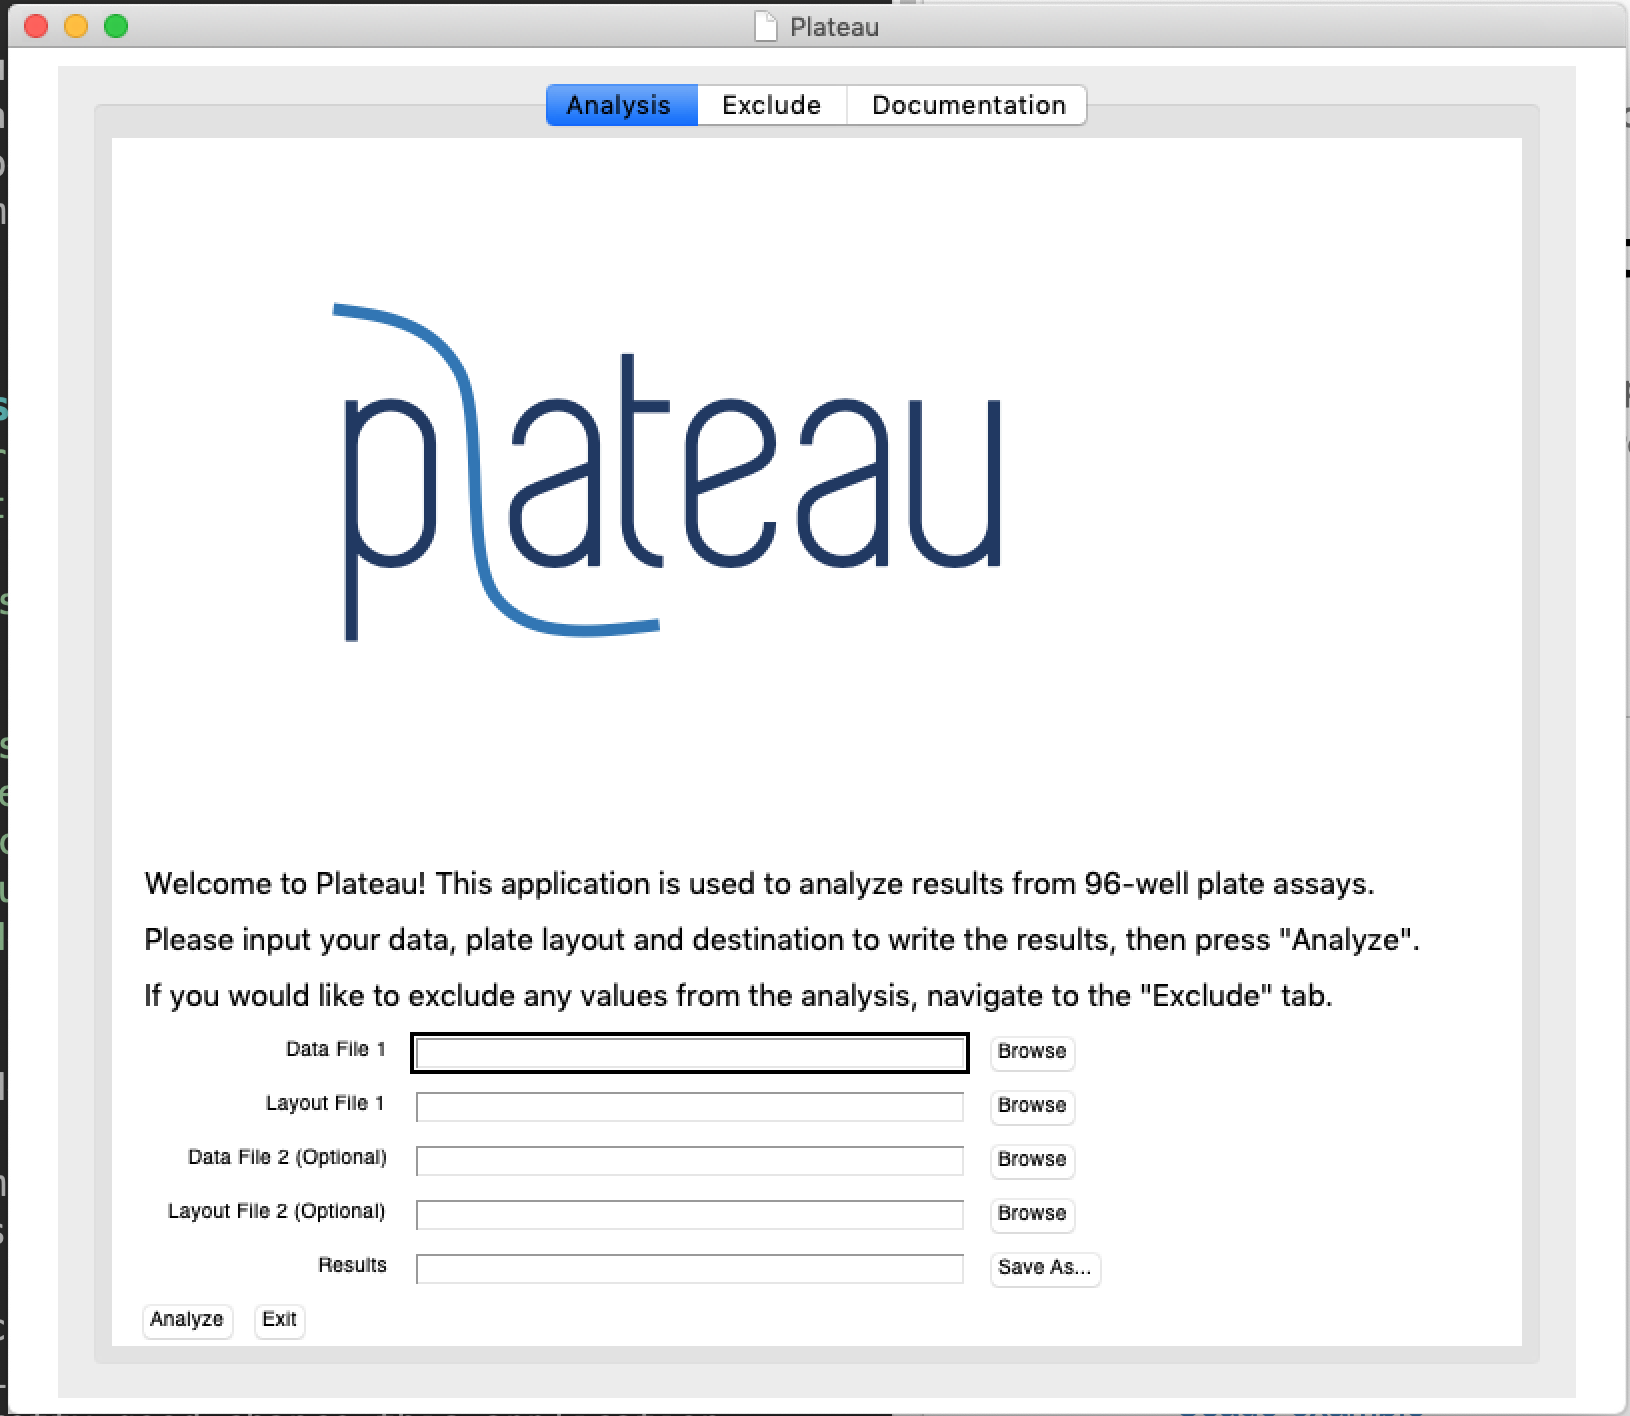 Plateau
Analysis Exclude Documentation
plateau
Welcome to Plateau! This application is used to analyze results from 96-well plate assays.
Please input your data, plate layout and destination to write the results, then press "Analyze".
If you would like to exclude any values from the analysis, navigate to the "Exclude" tab.
Data File 1 Browse
Layout File 1 Browse
Data File 2 (Optional) Browse
Layout File 2 (Optional) Browse
Results Save As...
Analyze Exit